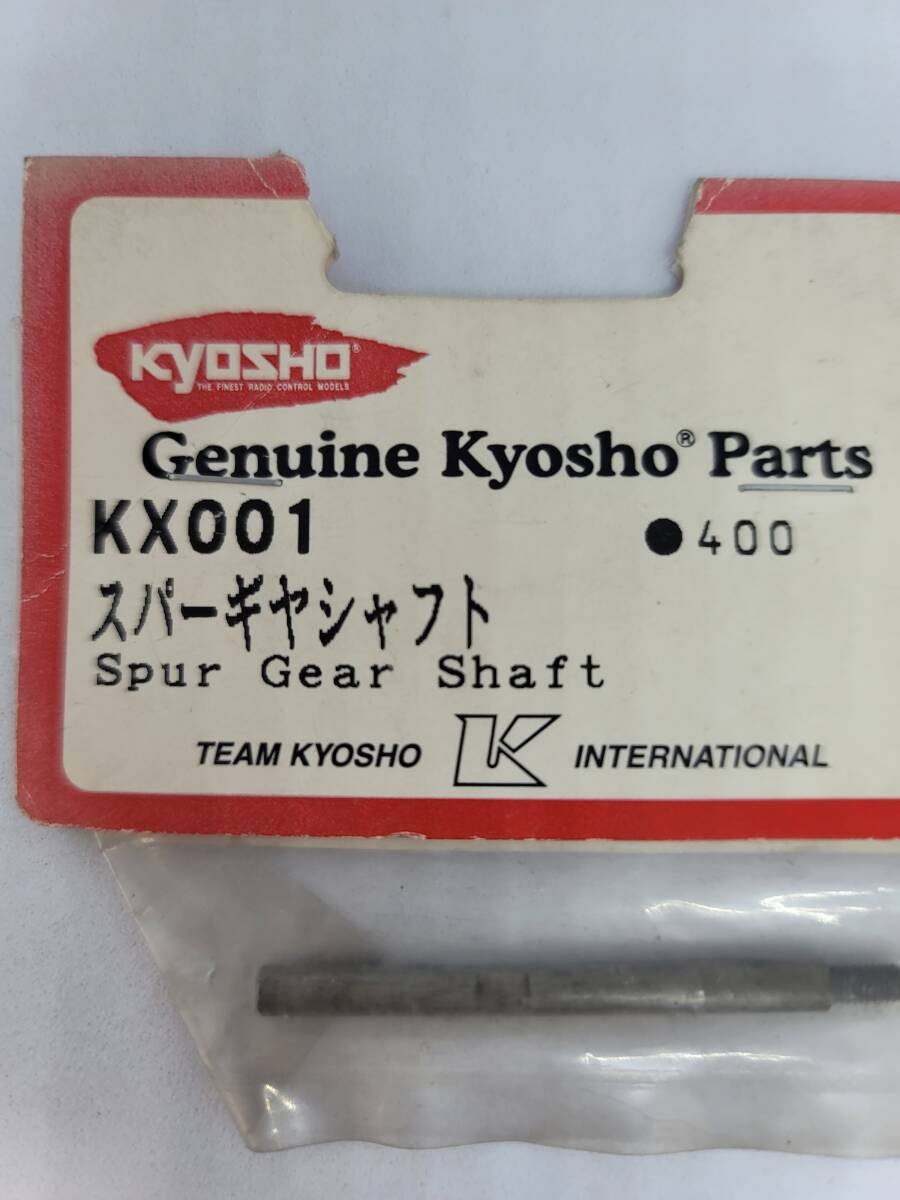 KYOSHO®
THE FINEST RADIO CONTROL MODELS
Genuine Kyosho® Parts
KX001 ●400
スパーギヤシャフト
Spur Gear Shaft
TEAM KYOSHO K INTERNATIONAL